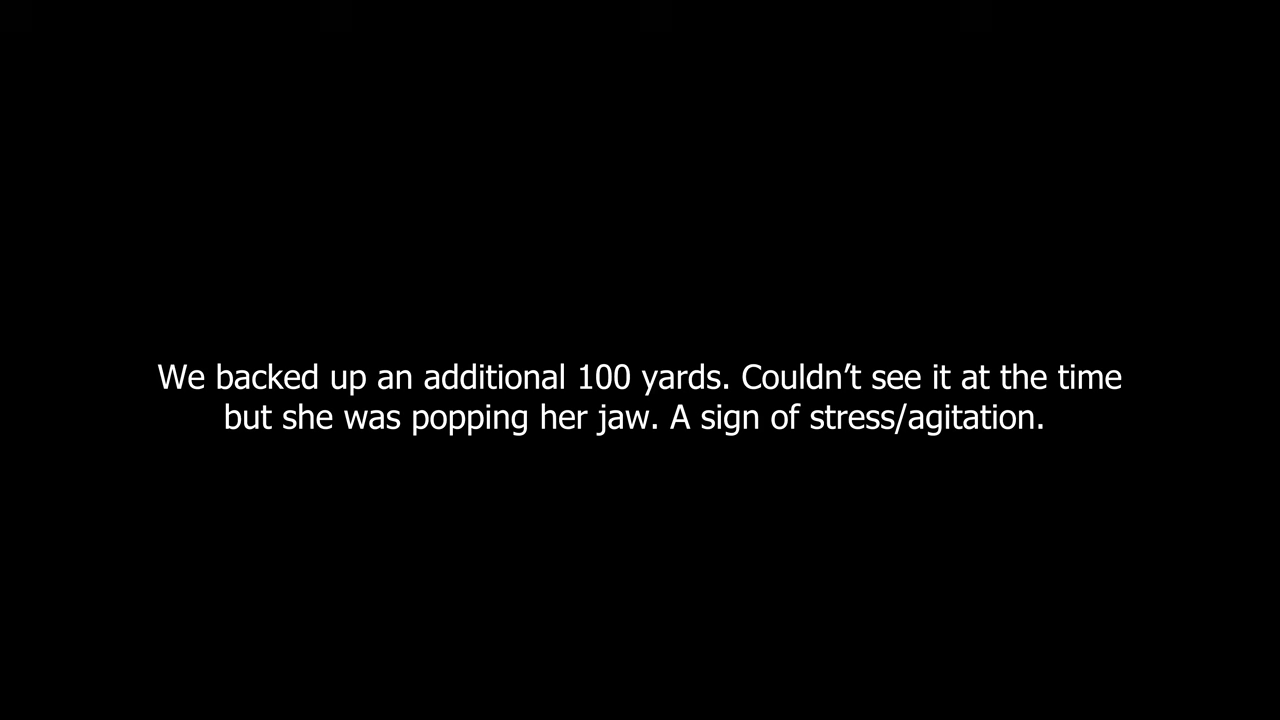 We backed up an additional 100 yards. Couldn’t see it at the time
but she was popping her jaw. A sign of stress/agitation.